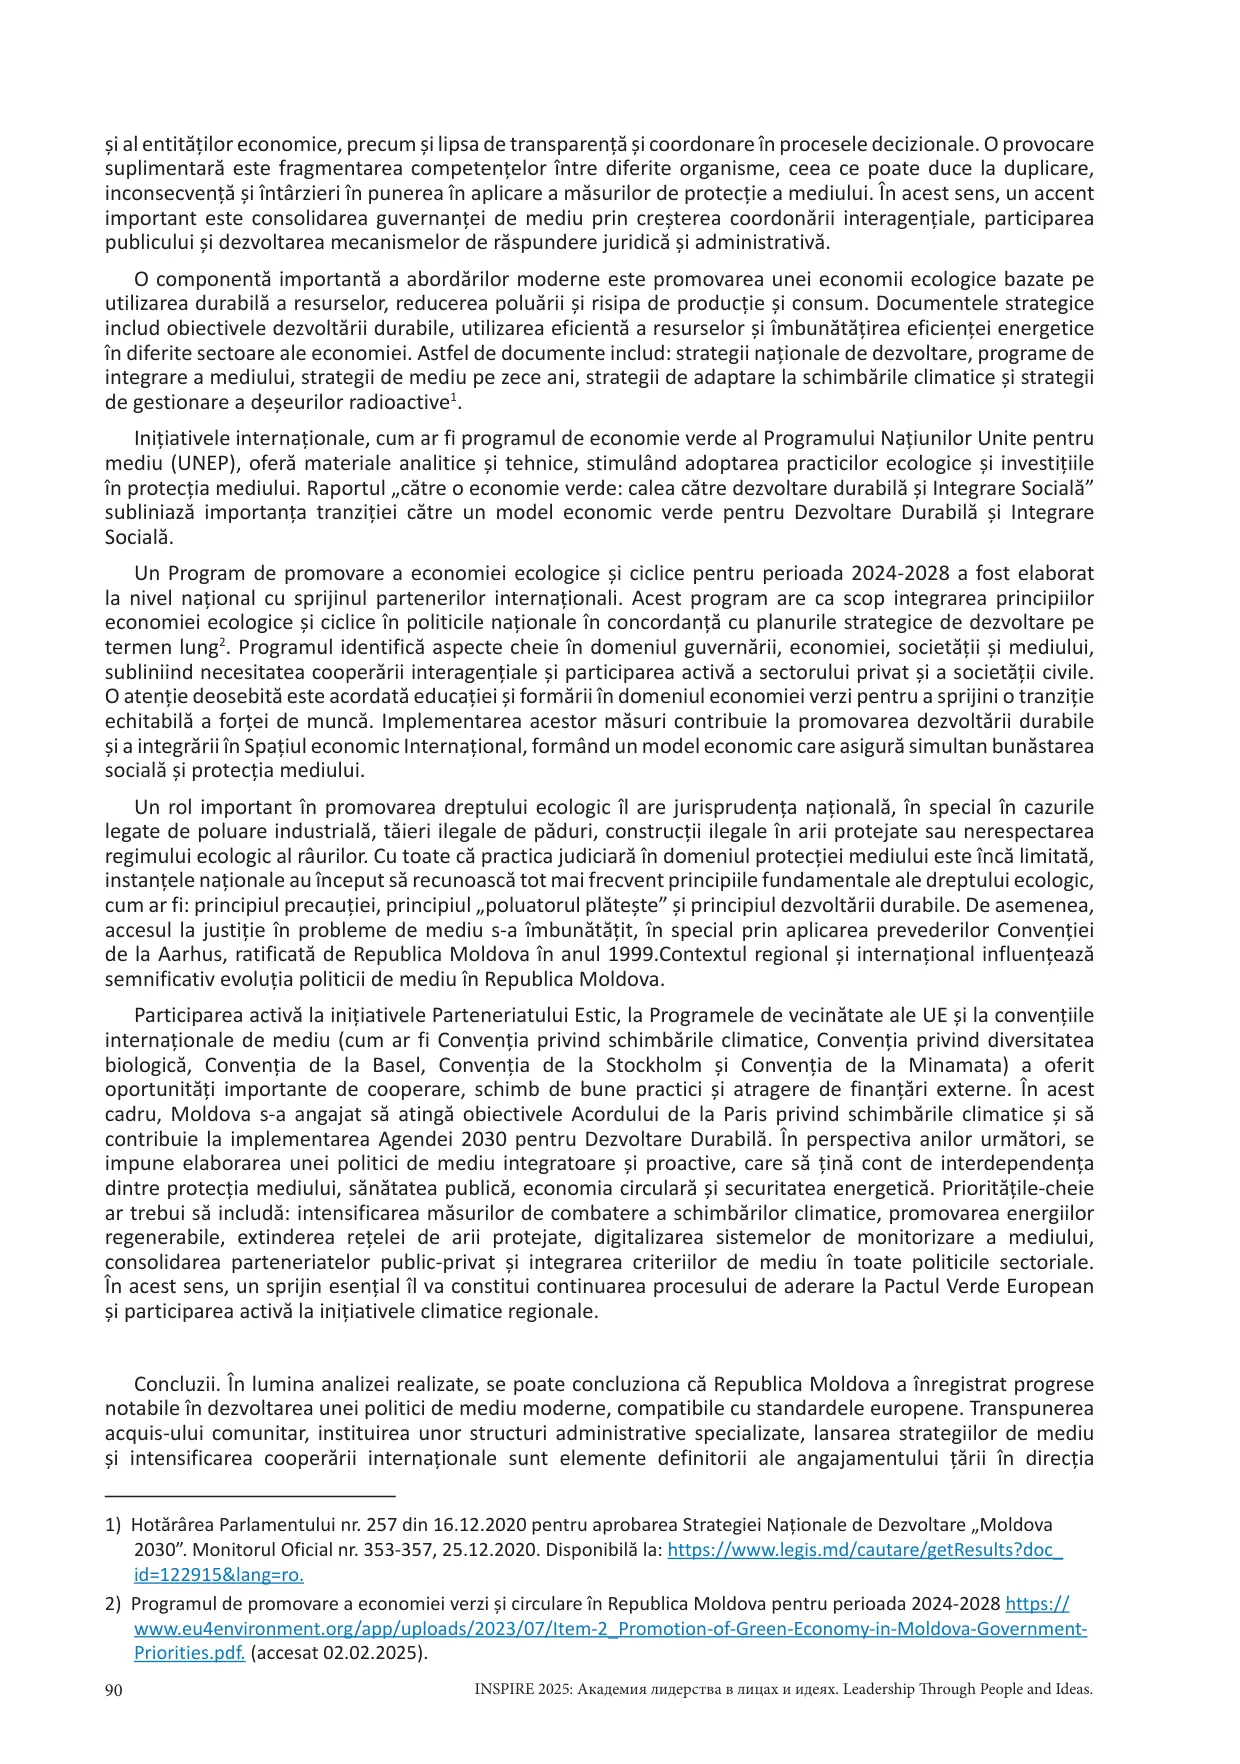 și al entităților economice, precum și lipsa de transparență și coordonare în procesele decizionale. O provocare
suplimentară este fragmentarea competențelor între diferite organisme, ceea ce poate duce la duplicare,
inconsecvență și întârzieri în punerea în aplicare a măsurilor de protecție a mediului. În acest sens, un accent
important este consolidarea guvernanței de mediu prin creșterea coordonării interagențiale, participarea
publicului și dezvoltarea mecanismelor de răspundere juridică și administrativă.
O componentă importantă a abordărilor moderne este promovarea unei economii ecologice bazate pe
utilizarea durabilă a resurselor, reducerea poluării și risipa de producție și consum. Documentele strategice
includ obiectivele dezvoltării durabile, utilizarea eficientă a resurselor și îmbunătățirea eficienței energetice
în diferite sectoare ale economiei. Astfel de documente includ: strategii naționale de dezvoltare, programe de
integrare a mediului, strategii de mediu pe zece ani, strategii de adaptare la schimbările climatice și strategii
de gestionare a deșeurilor radioactive1.
Inițiativele internaționale, cum ar fi programul de economie verde al Programului Națiunilor Unite pentru
mediu (UNEP), oferă materiale analitice și tehnice, stimulând adoptarea practicilor ecologice și investițiile
în protecția mediului. Raportul „către o economie verde: calea către dezvoltare durabilă și Integrare Socială”
subliniază importanța tranziției către un model economic verde pentru Dezvoltare Durabilă și Integrare
Socială.
Un Program de promovare a economiei ecologice și ciclice pentru perioada 2024-2028 a fost elaborat
la nivel național cu sprijinul partenerilor internaționali. Acest program are ca scop integrarea principiilor
economiei ecologice și ciclice în politicile naționale în concordanță cu planurile strategice de dezvoltare pe
termen lung2. Programul identifică aspecte cheie în domeniul guvernării, economiei, societății și mediului,
subliniind necesitatea cooperării interagențiale și participarea activă a sectorului privat și a societății civile.
O atenție deosebită este acordată educației și formării în domeniul economiei verzi pentru a sprijini o tranziție
echitabilă a forței de muncă. Implementarea acestor măsuri contribuie la promovarea dezvoltării durabile
și a integrării în Spațiul economic Internațional, formând un model economic care asigură simultan bunăstarea
socială și protecția mediului.
Un rol important în promovarea dreptului ecologic îl are jurisprudența națională, în special în cazurile
legate de poluare industrială, tăieri ilegale de păduri, construcții ilegale în arii protejate sau nerespectarea
regimului ecologic al râurilor. Cu toate că practica judiciară în domeniul protecției mediului este încă limitată,
instanțele naționale au început să recunoască tot mai frecvent principiile fundamentale ale dreptului ecologic,
cum ar fi: principiul precauției, principiul „poluatorul plătește” și principiul dezvoltării durabile. De asemenea,
accesul la justiție în probleme de mediu s-a îmbunătățit, în special prin aplicarea prevederilor Convenției
de la Aarhus, ratificată de Republica Moldova în anul 1999.Contextul regional și internațional influențează
semnificativ evoluția politicii de mediu în Republica Moldova.
Participarea activă la inițiativele Parteneriatului Estic, la Programele de vecinătate ale UE și la convențiile
internaționale de mediu (cum ar fi Convenția privind schimbările climatice, Convenția privind diversitatea
biologică, Convenția de la Basel, Convenția de la Stockholm și Convenția de la Minamata) a oferit
oportunități importante de cooperare, schimb de bune practici și atragere de finanțări externe. În acest
cadru, Moldova s-a angajat să atingă obiectivele Acordului de la Paris privind schimbările climatice și să
contribuie la implementarea Agendei 2030 pentru Dezvoltare Durabilă. În perspectiva anilor următori, se
impune elaborarea unei politici de mediu integratoare și proactive, care să țină cont de interdependența
dintre protecția mediului, sănătatea publică, economia circulară și securitatea energetică. Prioritățile-cheie
ar trebui să includă: intensificarea măsurilor de combatere a schimbărilor climatice, promovarea energiilor
regenerabile, extinderea rețelei de arii protejate, digitalizarea sistemelor de monitorizare a mediului,
consolidarea parteneriatelor public-privat și integrarea criteriilor de mediu în toate politicile sectoriale.
În acest sens, un sprijin esențial îl va constitui continuarea procesului de aderare la Pactul Verde European
și participarea activă la inițiativele climatice regionale.
Concluzii. În lumina analizei realizate, se poate concluziona că Republica Moldova a înregistrat progrese
notabile în dezvoltarea unei politici de mediu moderne, compatibile cu standardele europene. Transpunerea
acquis-ului comunitar, instituirea unor structuri administrative specializate, lansarea strategiilor de mediu
și intensificarea cooperării internaționale sunt elemente definitorii ale angajamentului țării în direcția
1) Hotărârea Parlamentului nr. 257 din 16.12.2020 pentru aprobarea Strategiei Naționale de Dezvoltare „Moldova
2030”. Monitorul Oficial nr. 353-357, 25.12.2020. Disponibilă la: https://www.legis.md/cautare/getResults?doc_
id=122915&lang=ro.
2) Programul de promovare a economiei verzi și circulare în Republica Moldova pentru perioada 2024-2028 https://
www.eu4environment.org/app/uploads/2023/07/Item-2_Promotion-of-Green-Economy-in-Moldova-Government-
Priorities.pdf. (accesat 02.02.2025).
90 INSPIRE 2025: Академия лидерства в лицах и идеях. Leadership Through People and Ideas.